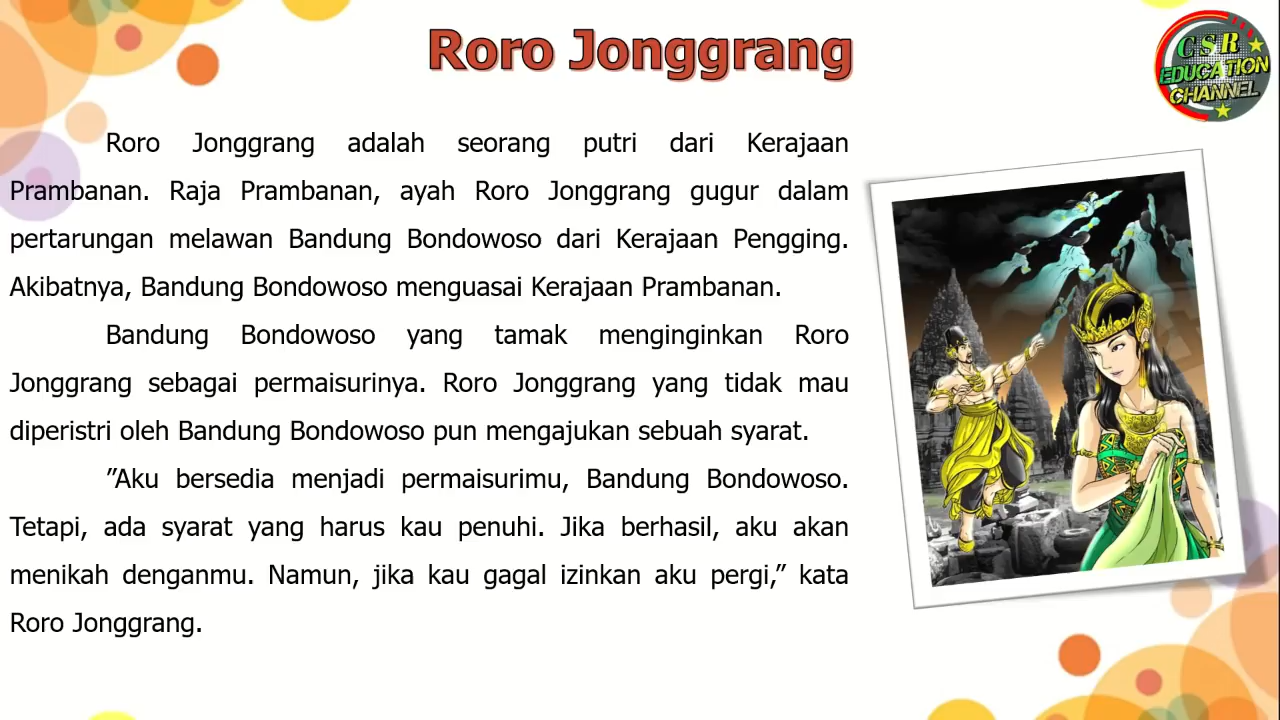 Roro Jonggrang
CSR
EDUCATION
CHANNEL
Roro Jonggrang adalah seorang putri dari Kerajaan
Prambanan. Raja Prambanan, ayah Roro Jonggrang gugur dalam
pertarungan melawan Bandung Bondowoso dari Kerajaan Pengging.
Akibatnya, Bandung Bondowoso menguasai Kerajaan Prambanan.
Bandung Bondowoso yang tamak menginginkan Roro
Jonggrang sebagai permaisurinya. Roro Jonggrang yang tidak mau
diperistri oleh Bandung Bondowoso pun mengajukan sebuah syarat.
”Aku bersedia menjadi permaisurimu, Bandung Bondowoso.
Tetapi, ada syarat yang harus kau penuhi. Jika berhasil, aku akan
menikah denganmu. Namun, jika kau gagal izinkan aku pergi,” kata
Roro Jonggrang.